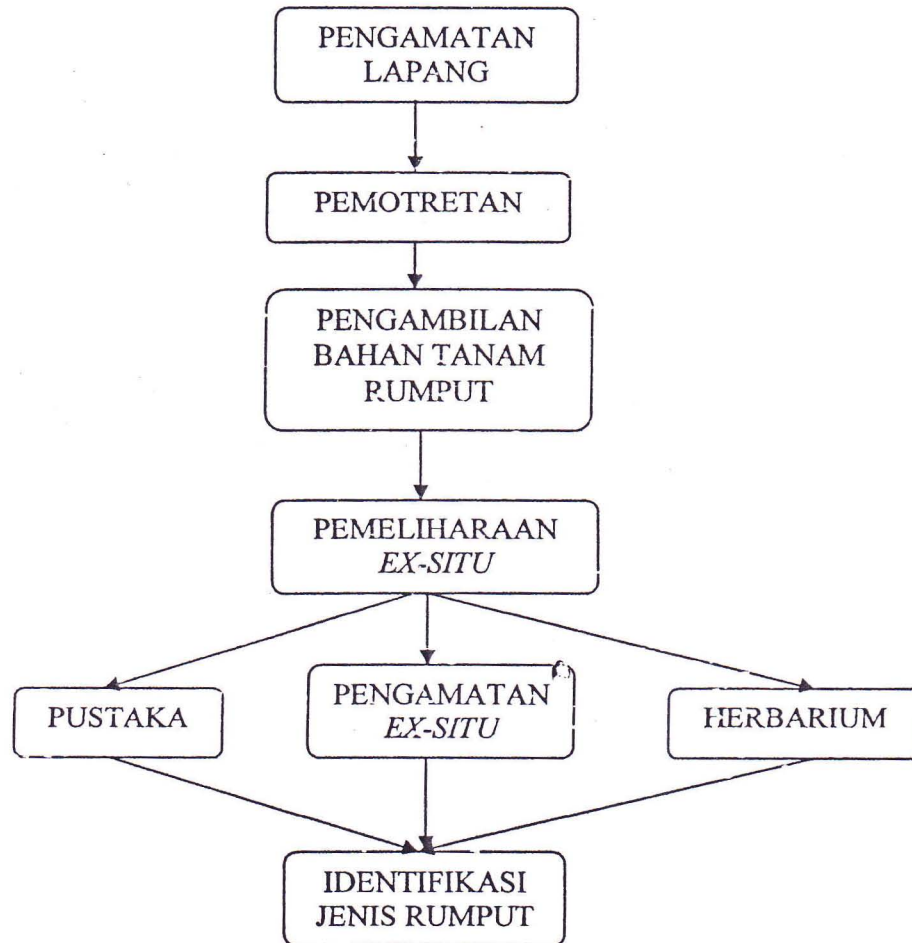 PENGAMATAN
LAPANG
PEMOTRETAN
PENGAMBILAN
BAHAN TANAM
RUMPUT
PEMELIHARAAN
EX-SITU
PUSTAKA
PENGAMATAN
EX-SITU
HERBARIUM
IDENTIFIKASI
JENIS RUMPUT